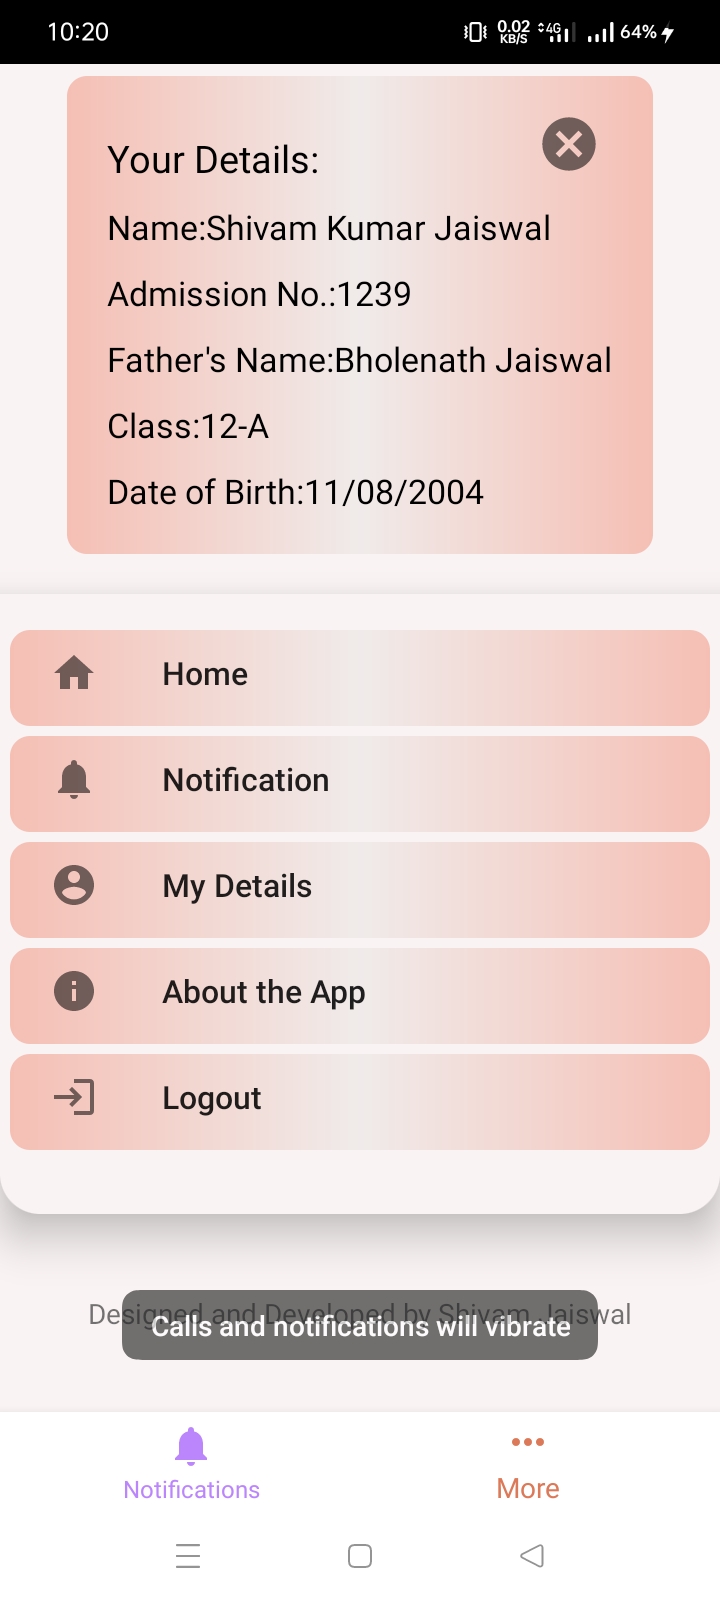 10:20
0.02 KB/S 4G 64%
Your Details:
Name:Shivam Kumar Jaiswal
Admission No.:1239
Father's Name:Bholenath Jaiswal
Class:12-A
Date of Birth:11/08/2004
Home
Notification
My Details
About the App
Logout
Designed and Developed by Shivam Jaiswal
Calls and notifications will vibrate
Notifications
More